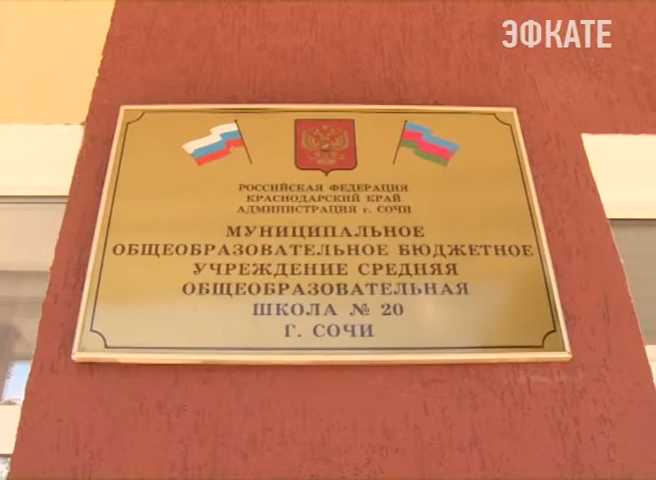 ЭФКАТЕ
РОССИЙСКАЯ ФЕДЕРАЦИЯ
КРАСНОДАРСКИЙ КРАЙ
АДМИНИСТРАЦИЯ г. СОЧИ
МУНИЦИПАЛЬНОЕ
ОБЩЕОБРАЗОВАТЕЛЬНОЕ БЮДЖЕТНОЕ
УЧРЕЖДЕНИЕ СРЕДНЯЯ
ОБЩЕОБРАЗОВАТЕЛЬНАЯ
ШКОЛА № 20
Г. СОЧИ